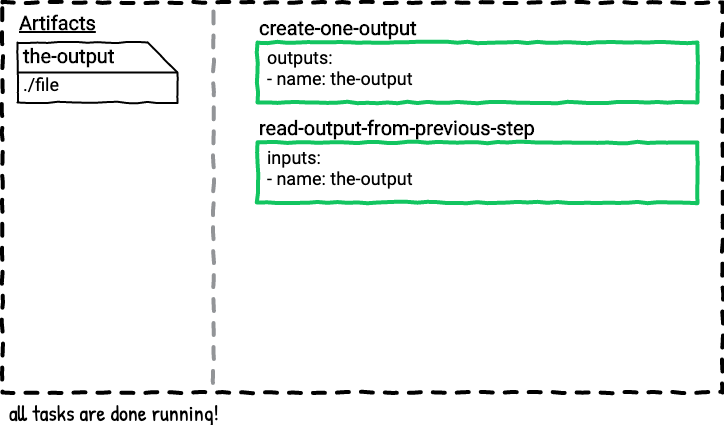 Artifacts
the-output
./file
create-one-output
outputs:
- name: the-output
read-output-from-previous-step
inputs:
- name: the-output
all tasks are done running!